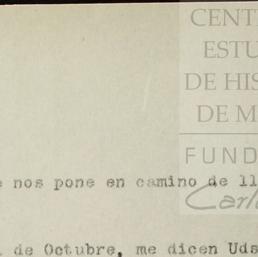 CENT
ESTU
DE HIS
DE M
FUND
Carl
e nos pone en camino de ll
de Octubre, me dicen Uds